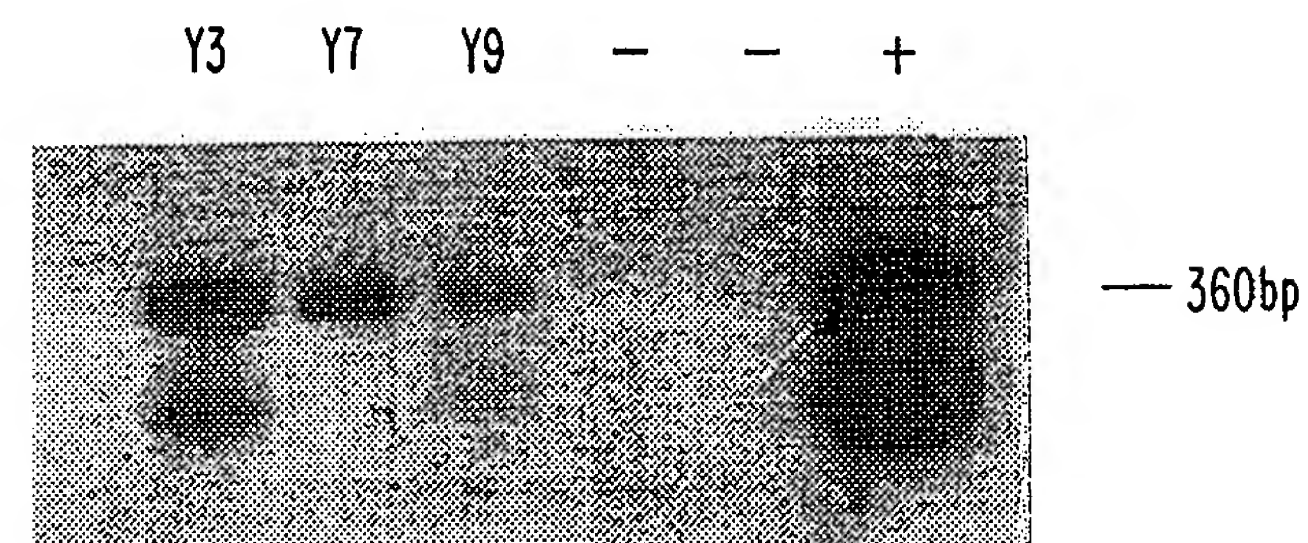 Y3 Y7 Y9 – – +
— 360bp